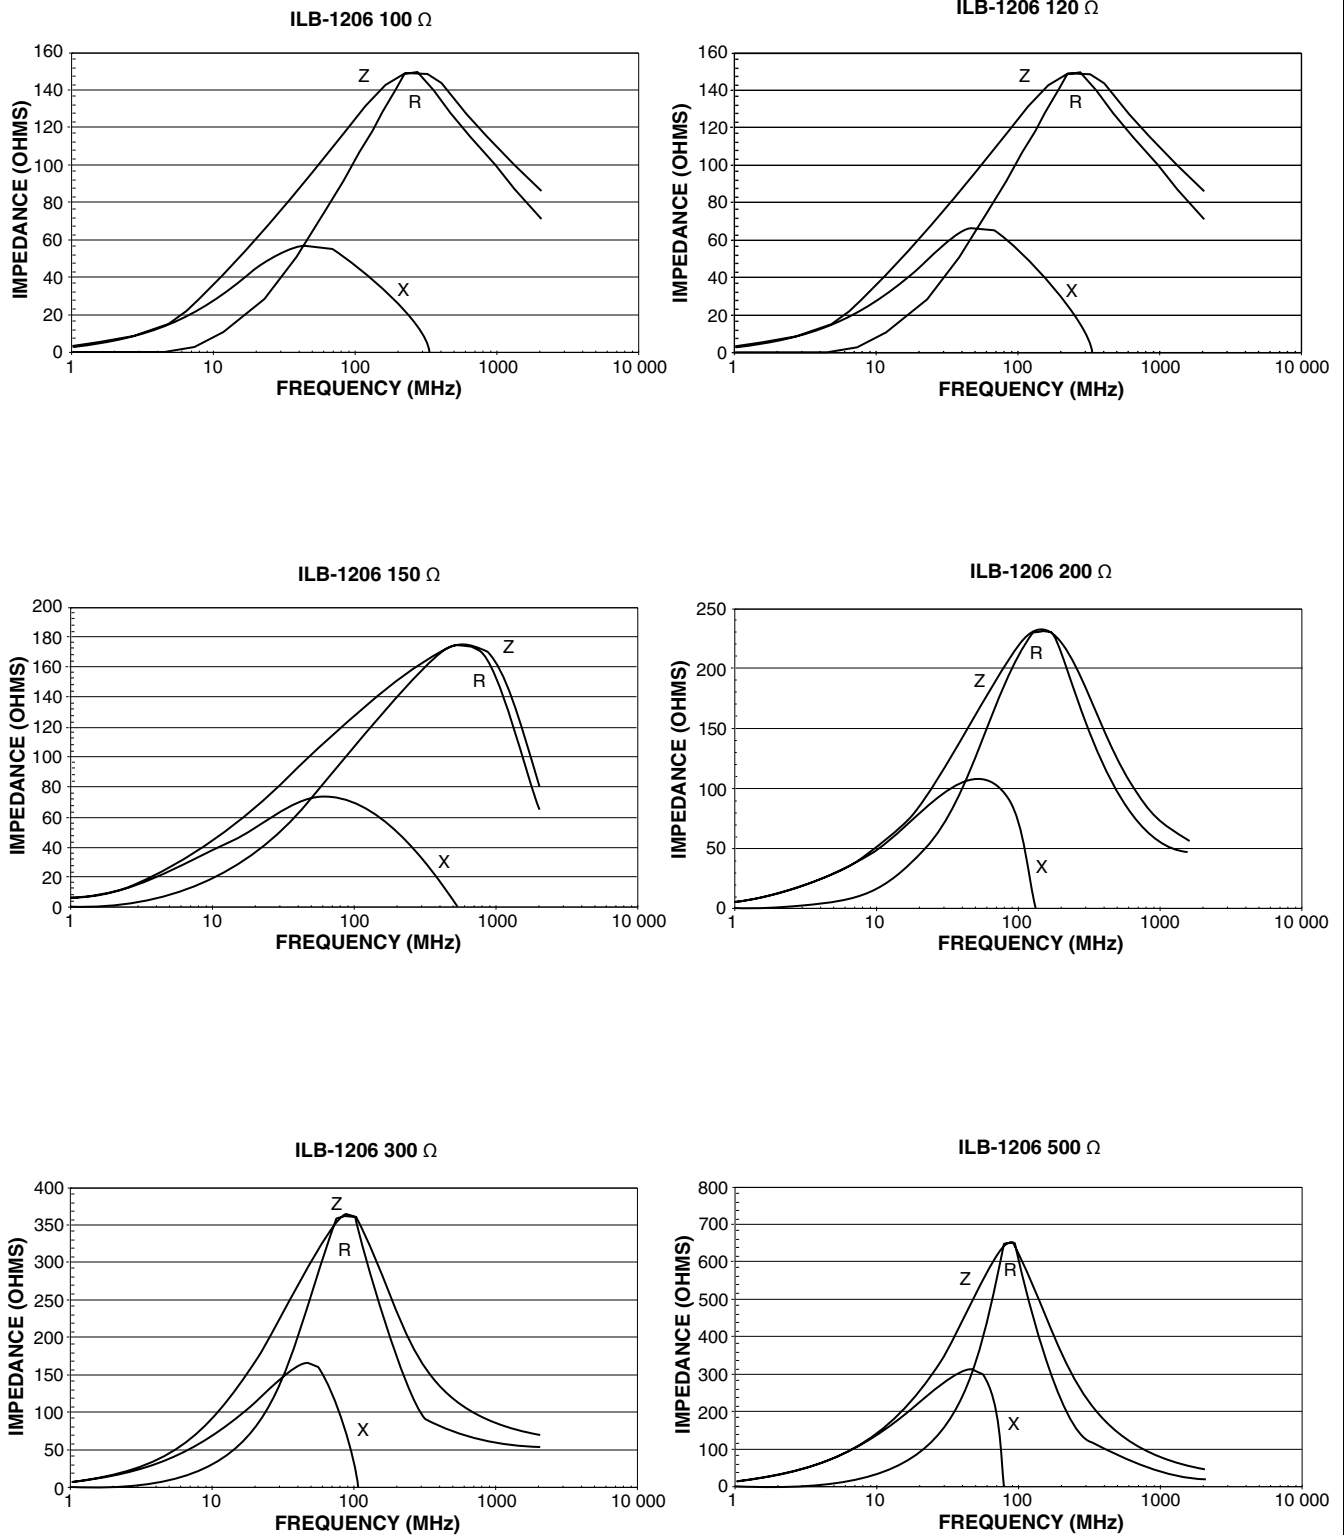 ILB-1206 100 Ω
IMPEDANCE (OHMS)
160
140
120
100
80
60
40
20
0
Z
R
X
1 10 100 1000 10 000
FREQUENCY (MHz)
ILB-1206 120 Ω
IMPEDANCE (OHMS)
160
140
120
100
80
60
40
20
0
Z
R
X
1 10 100 1000 10 000
FREQUENCY (MHz)
ILB-1206 150 Ω
IMPEDANCE (OHMS)
200
180
160
140
120
100
80
60
40
20
0
Z
R
X
1 10 100 1000 10 000
FREQUENCY (MHz)
ILB-1206 200 Ω
IMPEDANCE (OHMS)
250
200
150
100
50
0
R
Z
X
1 10 100 1000 10 000
FREQUENCY (MHz)
ILB-1206 300 Ω
IMPEDANCE (OHMS)
400
350
300
250
200
150
100
50
0
Z
R
X
1 10 100 1000 10 000
FREQUENCY (MHz)
ILB-1206 500 Ω
IMPEDANCE (OHMS)
800
700
600
500
400
300
200
100
0
R
Z
X
1 10 100 1000 10 000
FREQUENCY (MHz)